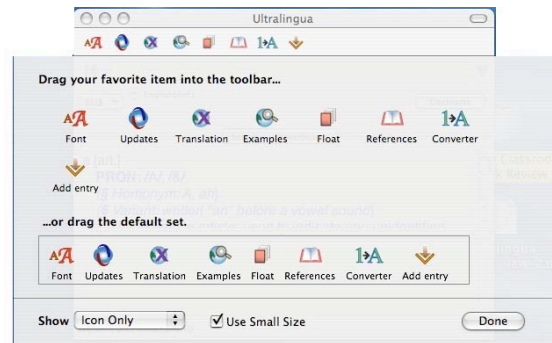 Ultralingua
Drag your favorite item into the toolbar...
Font Updates Translation Examples Float References Converter
Add entry
...or drag the default set.
Font Updates Translation Examples Float References Converter Add entry
Show Icon Only Use Small Size Done